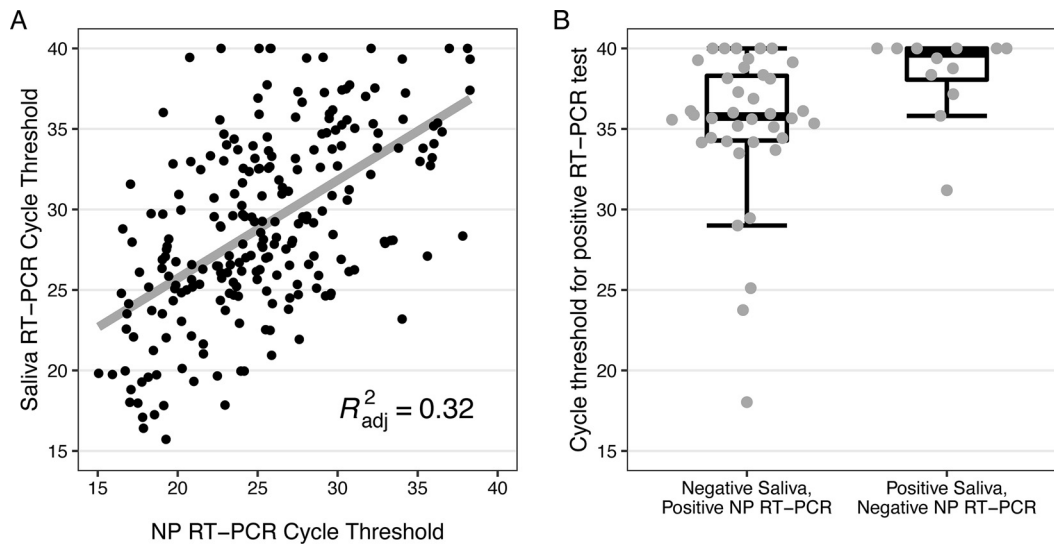 A
40
35
30
25
20
15
Saliva RT−PCR Cycle Threshold
R²adj = 0.32
15 20 25 30 35 40
NP RT−PCR Cycle Threshold
B
40
35
30
25
20
15
Cycle threshold for positive RT−PCR test
Negative Saliva,
Positive NP RT−PCR
Positive Saliva,
Negative NP RT−PCR